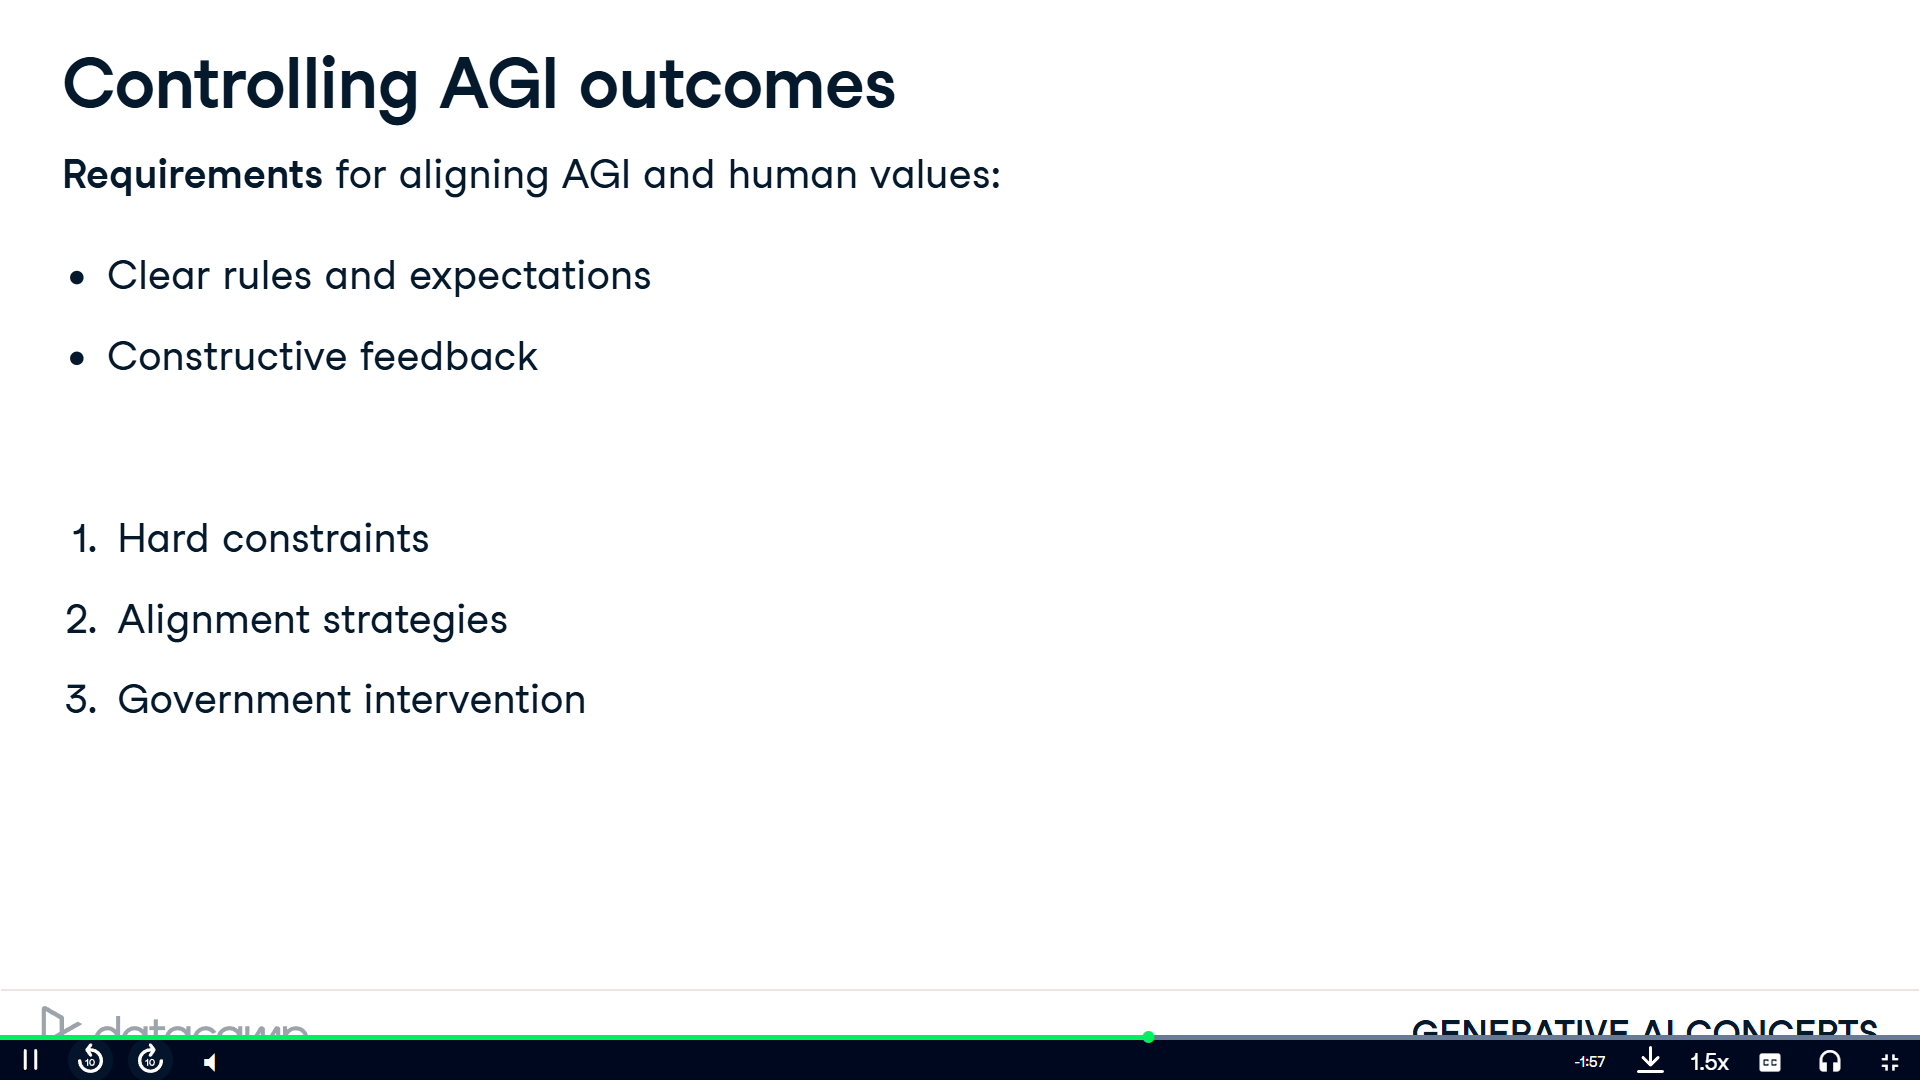 Controlling AGI outcomes
Requirements for aligning AGI and human values:
• Clear rules and expectations
• Constructive feedback
1. Hard constraints
2. Alignment strategies
3. Government intervention
datacamp
GENERATIVE AI CONCEPTS
10
10
-1:57
1.5x
CC